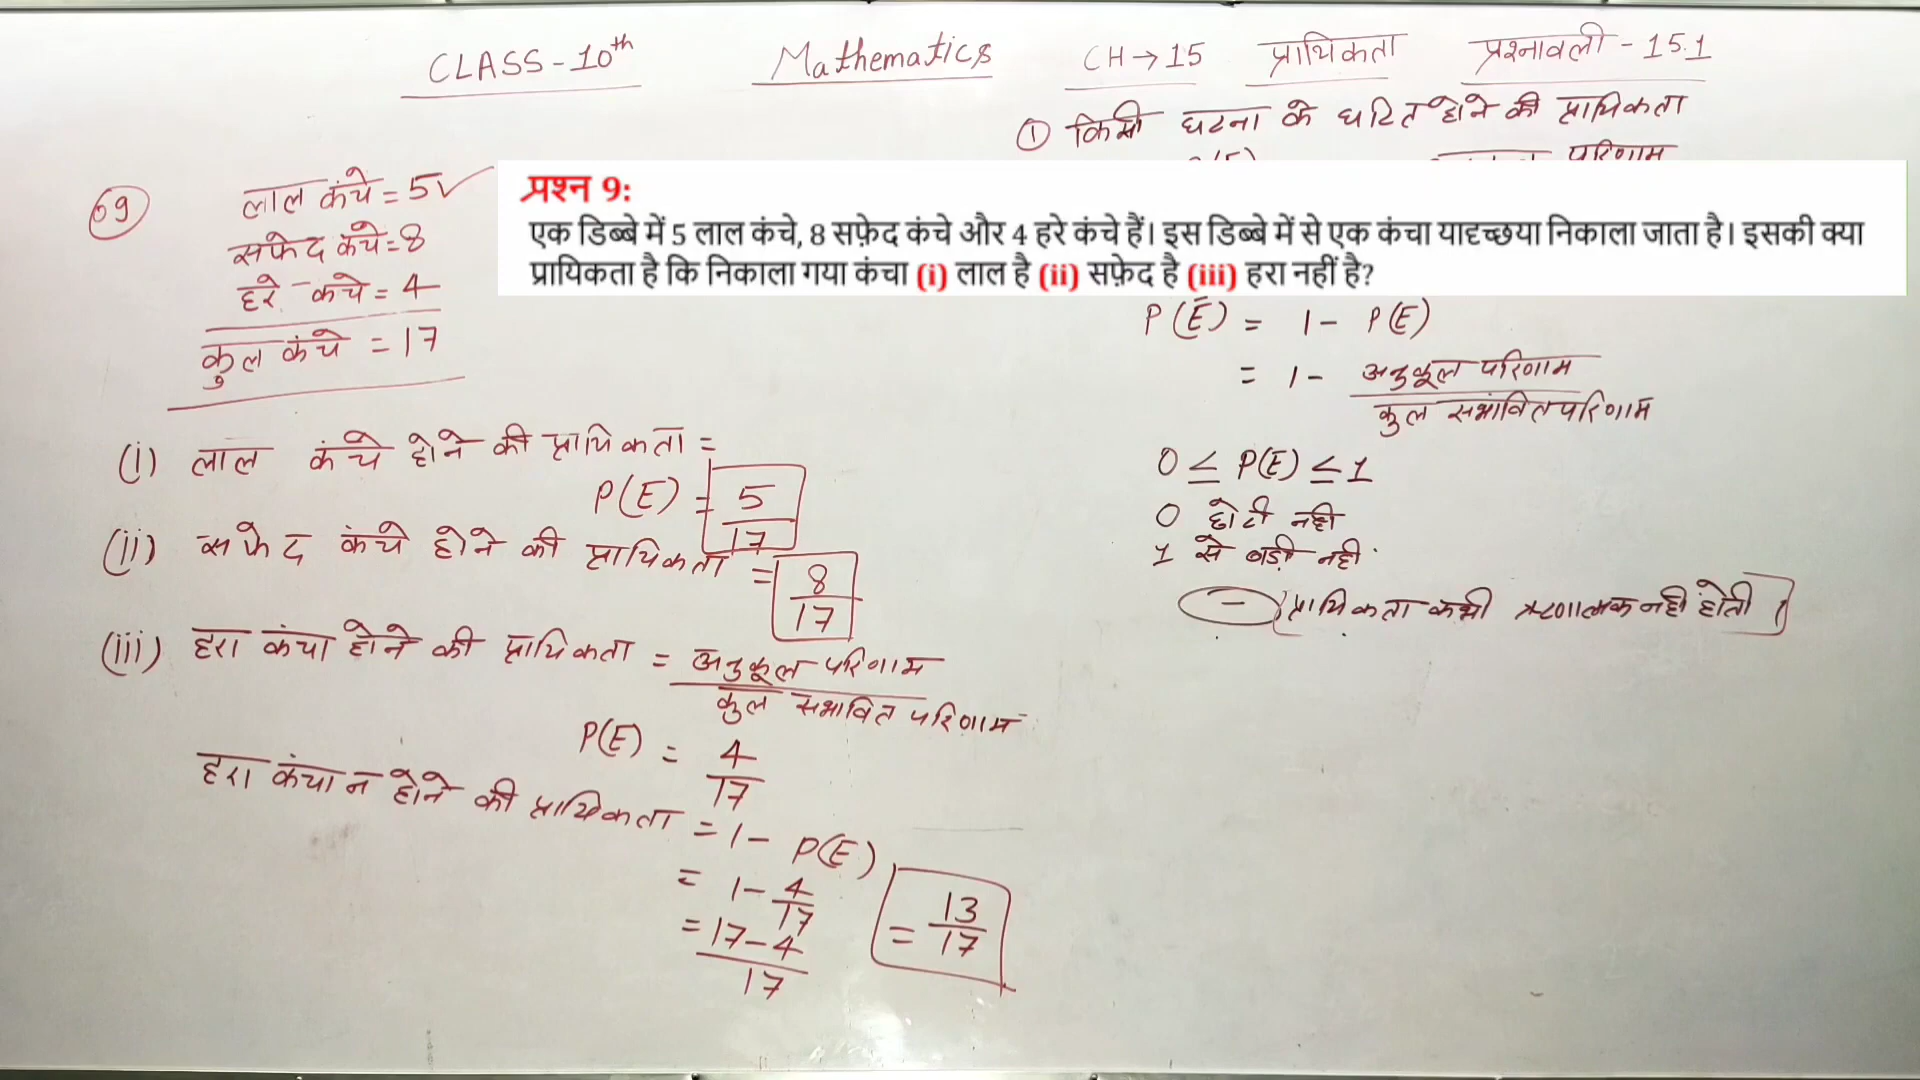 CLASS-10th Mathematics CH→15 प्रायिकता प्रश्नावली-15.1
① किसी घटना के घटित होने की प्रायिकता
परिणाम
प्रश्न 9:
एक डिब्बे में 5 लाल कंचे, 8 सफ़ेद कंचे और 4 हरे कंचे हैं। इस डिब्बे में से एक कंचा यादृच्छया निकाला जाता है। इसकी क्या
प्रायिकता है कि निकाला गया कंचा (i) लाल है (ii) सफ़ेद है (iii) हरा नहीं है?
लाल कंचे = 5✓
सफेद कंचे = 8
हरे कंचे = 4
कुल कंचे = 17
(i) लाल कंचे होने की प्रायिकता =
P(E) = 5/17
(ii) सफेद कंचे होने की प्रायिकता = 8/17
(iii) हरा कंचा होने की प्रायिकता = अनुकूल परिणाम
कुल सभावित परिणाम
P(E) = 4/17
हरा कंचा न होने की प्रायिकता = 1 - P(E)
= 1 - 4/17
= 17-4/17
= 13/17
P(Ē) = 1 - P(E)
= 1 - अनुकूल परिणाम
कुल सभांवित परिणाम
0 ≤ P(E) ≤ 1
0 छोटी नही
1 से बड़ी नही
- प्रायिकता कभी ऋणात्मक नही होती।